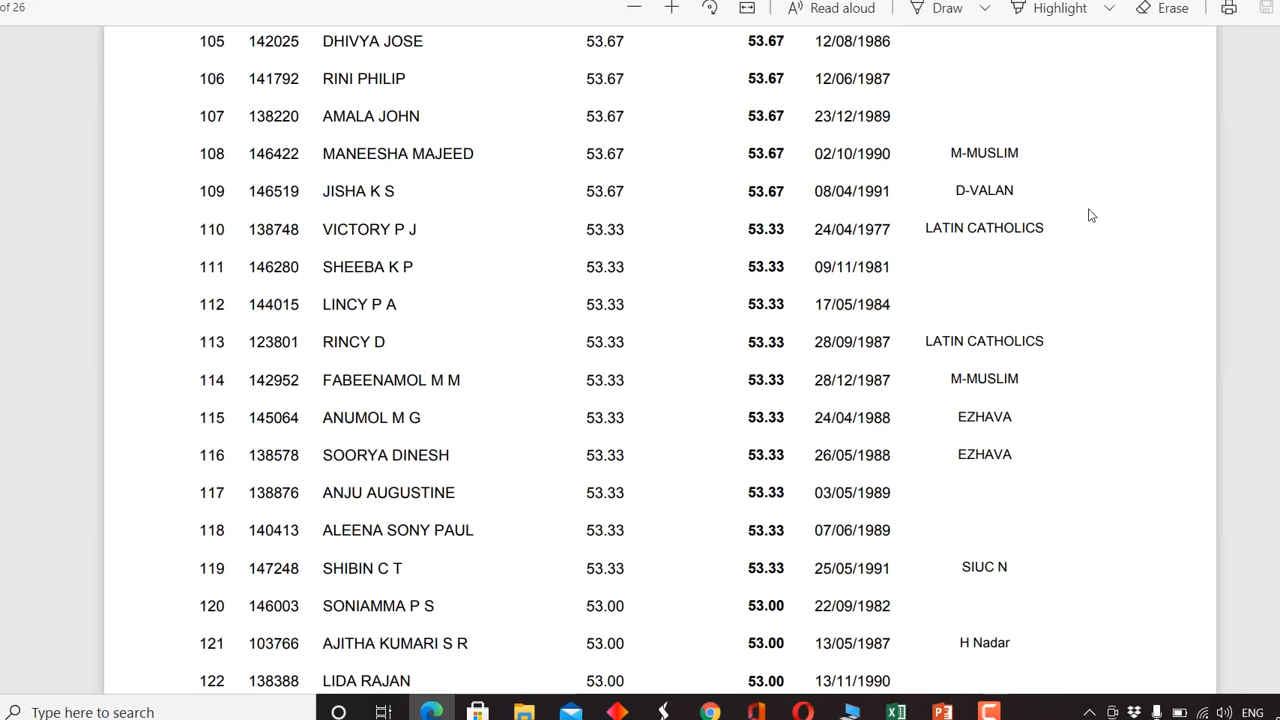 of 26 Read aloud Draw Highlight Erase
105 142025 DHIVYA JOSE 53.67 53.67 12/08/1986
106 141792 RINI PHILIP 53.67 53.67 12/06/1987
107 138220 AMALA JOHN 53.67 53.67 23/12/1989
108 146422 MANEESHA MAJEED 53.67 53.67 02/10/1990 M-MUSLIM
109 146519 JISHA K S 53.67 53.67 08/04/1991 D-VALAN
110 138748 VICTORY P J 53.33 53.33 24/04/1977 LATIN CATHOLICS
111 146280 SHEEBA K P 53.33 53.33 09/11/1981
112 144015 LINCY P A 53.33 53.33 17/05/1984
113 123801 RINCY D 53.33 53.33 28/09/1987 LATIN CATHOLICS
114 142952 FABEENAMOL M M 53.33 53.33 28/12/1987 M-MUSLIM
115 145064 ANUMOL M G 53.33 53.33 24/04/1988 EZHAVA
116 138578 SOORYA DINESH 53.33 53.33 26/05/1988 EZHAVA
117 138876 ANJU AUGUSTINE 53.33 53.33 03/05/1989
118 140413 ALEENA SONY PAUL 53.33 53.33 07/06/1989
119 147248 SHIBIN C T 53.33 53.33 25/05/1991 SIUC N
120 146003 SONIAMMA P S 53.00 53.00 22/09/1982
121 103766 AJITHA KUMARI S R 53.00 53.00 13/05/1987 H Nadar
122 138388 LIDA RAJAN 53.00 53.00 13/11/1990
Type here to search ENG